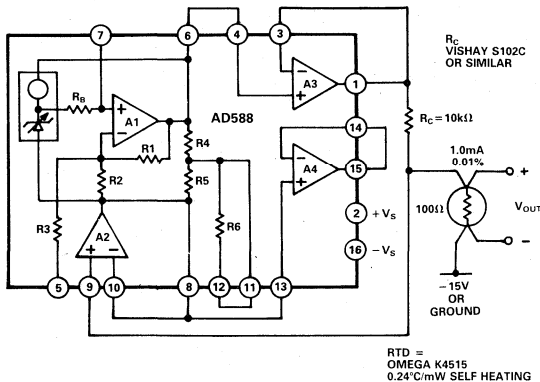 7
6
4
3
RC
VISHAY S102C
OR SIMILAR
A3
1
RB
A1
AD588
RC = 10kΩ
R1
R4
14
1.0mA
0.01%
+
R2
R5
A4
15
R3
A2
R6
2 +VS
100Ω
VOUT
16 −VS
−
5
9
10
8
12
11
13
−15V
OR
GROUND
RTD =
OMEGA K4515
0.24°C/mW SELF HEATING